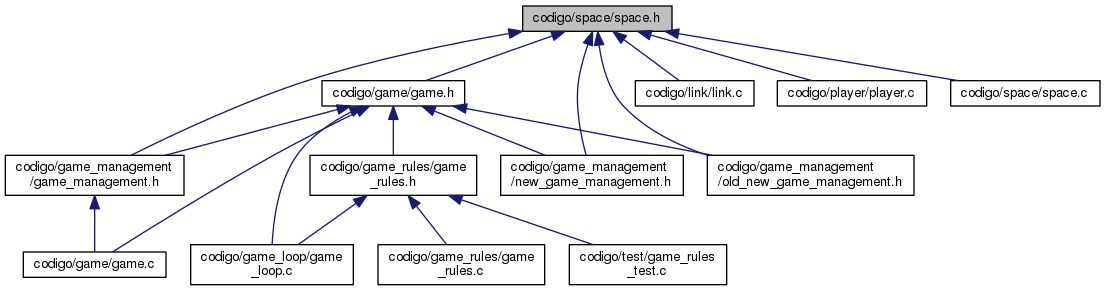 codigo/space/space.h
codigo/game/game.h
codigo/link/link.c
codigo/player/player.c
codigo/space/space.c
codigo/game_management
/game_management.h
codigo/game_rules/game
_rules.h
codigo/game_management
/new_game_management.h
codigo/game_management
/old_new_game_management.h
codigo/game/game.c
codigo/game_loop/game
_loop.c
codigo/game_rules/game
_rules.c
codigo/test/game_rules
_test.c